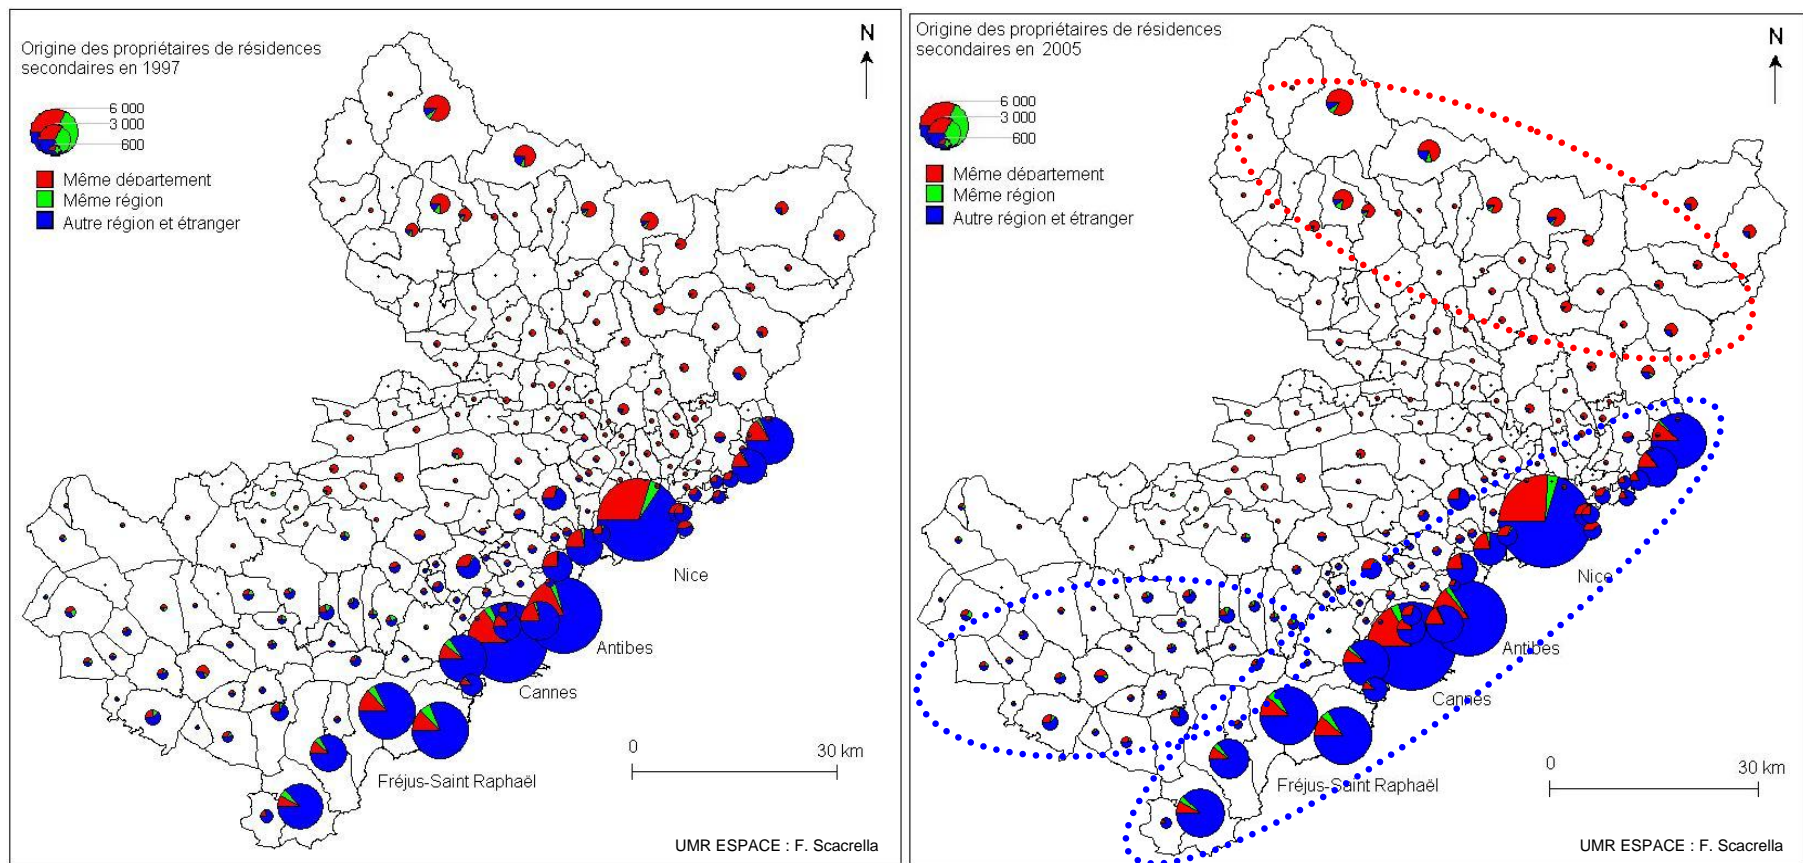 Origine des propriétaires de résidences
secondaires en 1997
N
6 000
3 000
600
Même département
Même région
Autre région et étranger
Nice
Antibes
Cannes
Fréjus-Saint Raphaël
0
30 km
UMR ESPACE : F. Scacrella
Origine des propriétaires de résidences
secondaires en 2005
N
6 000
3 000
600
Même département
Même région
Autre région et étranger
Nice
Antibes
Cannes
Fréjus-Saint Raphaël
0
30 km
UMR ESPACE : F. Scacrella